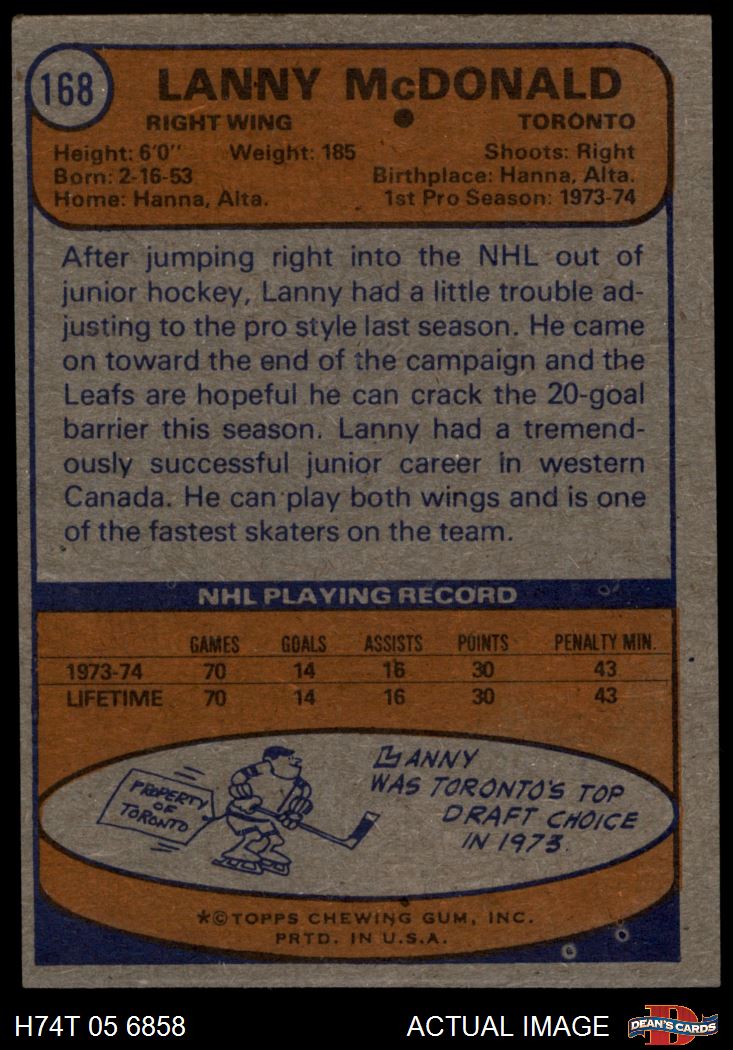 168
LANNY McDONALD
RIGHT WING TORONTO
Height: 6'0" Weight: 185 Shoots: Right
Born: 2-16-53 Birthplace: Hanna, Alta.
Home: Hanna, Alta. 1st Pro Season: 1973-74
After jumping right into the NHL out of
junior hockey, Lanny had a little trouble ad-
justing to the pro style last season. He came
on toward the end of the campaign and the
Leafs are hopeful he can crack the 20-goal
barrier this season. Lanny had a tremend-
ously successful junior career in western
Canada. He can play both wings and is one
of the fastest skaters on the team.
NHL PLAYING RECORD
GAMES GOALS ASSISTS POINTS PENALTY MIN.
1973-74 70 14 16 30 43
LIFETIME 70 14 16 30 43
PROPERTY
OF
TORONTO
LANNY
WAS TORONTO'S TOP
DRAFT CHOICE
IN 1973.
*©TOPPS CHEWING GUM, INC.
PRTD. IN U.S.A.
H74T 05 6858 ACTUAL IMAGE
D
DEAN'S CARDS